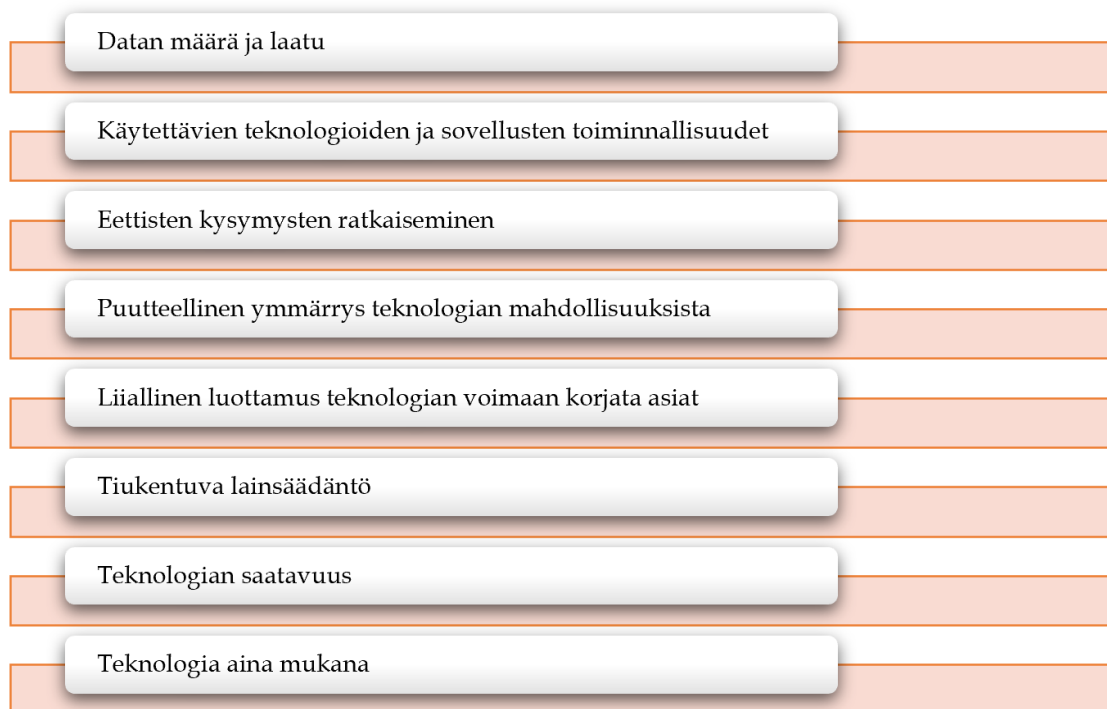 Datan määrä ja laatu
Käytettävien teknologioiden ja sovellusten toiminnallisuudet
Eettisten kysymysten ratkaiseminen
Puutteellinen ymmärrys teknologian mahdollisuuksista
Liiallinen luottamus teknologian voimaan korjata asiat
Tiukentuva lainsäädäntö
Teknologian saatavuus
Teknologia aina mukana